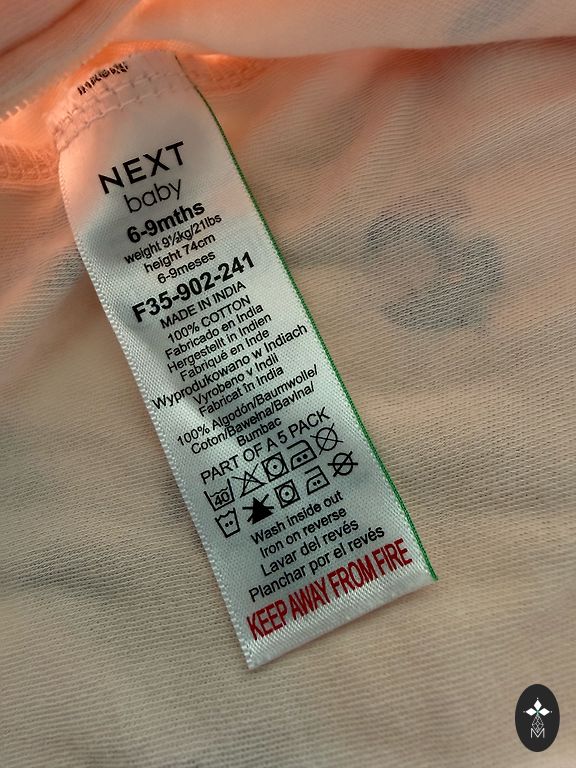 NEXT
baby
6-9mths
weight 9½kg/21lbs
height 74cm
6-9meses
F35-902-241
MADE IN INDIA
100% COTTON
Fabricado en India
Hergestellt in Indien
Fabriqué en Inde
Wyprodukowano w Indiach
Vyrobeno v Indii
Fabricat în India
100% Algodón/Baumwolle/
Coton/Bawełna/Bavlna/
Bumbac
PART OF A 5 PACK
40
Wash inside out
Iron on reverse
Lavar del revés
Planchar por el revés
KEEP AWAY FROM FIRE
M